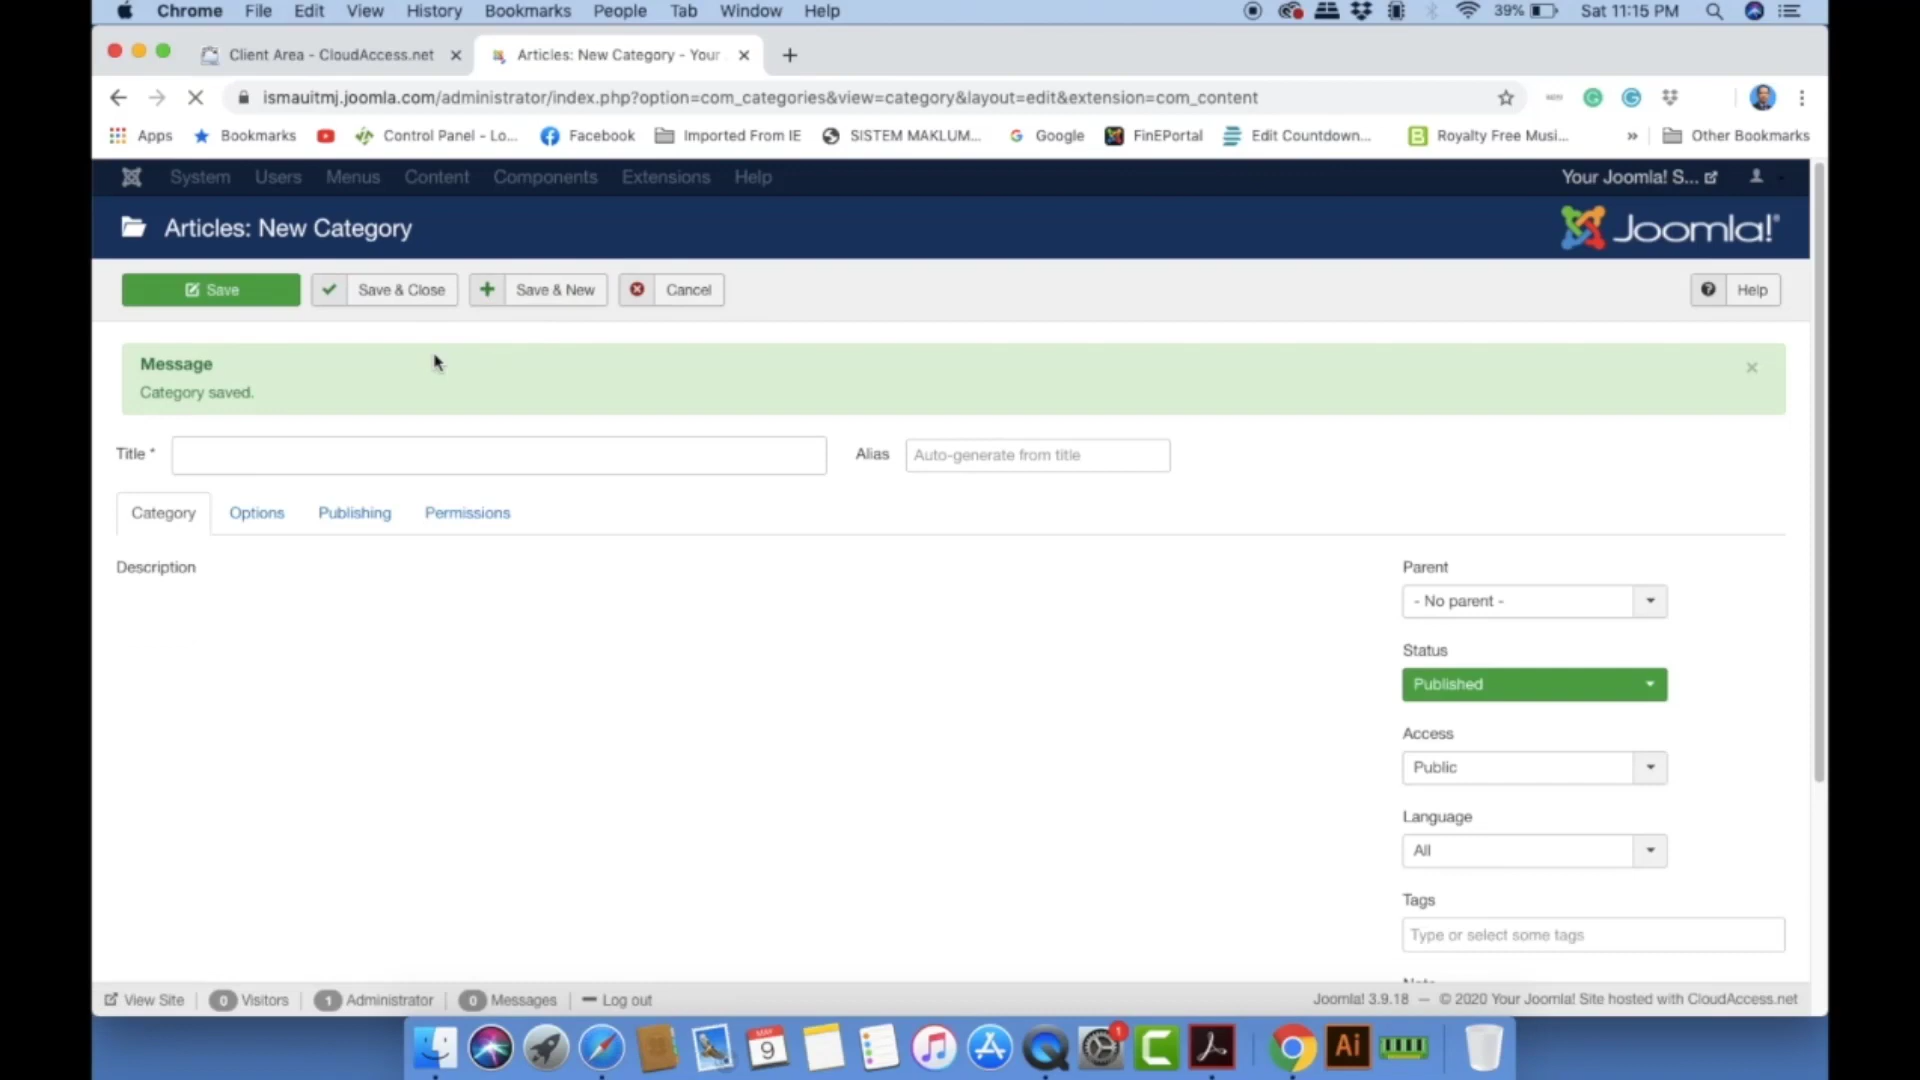 Chrome File Edit View History Bookmarks People Tab Window Help 39% Sat 11:15 PM
Client Area - CloudAccess.net Articles: New Category - Your
ismauitmj.joomla.com/administrator/index.php?option=com_categories&view=category&layout=edit&extension=com_content
Apps Bookmarks Control Panel - Lo... Facebook Imported From IE SISTEM MAKLUM... Google FinEPortal Edit Countdown... Royalty Free Musi... » Other Bookmarks
System Users Menus Content Components Extensions Help Your Joomla! S...
Articles: New Category Joomla!®
Save Save & Close Save & New Cancel Help
Message
Category saved.
Title * Alias Auto-generate from title
Category Options Publishing Permissions
Description Parent
- No parent -
Status
Published
Access
Public
Language
All
Tags
Type or select some tags
View Site 0 Visitors 1 Administrator 0 Messages Log out Joomla! 3.9.18 — © 2020 Your Joomla! Site hosted with CloudAccess.net
MAY
9
1
Ai